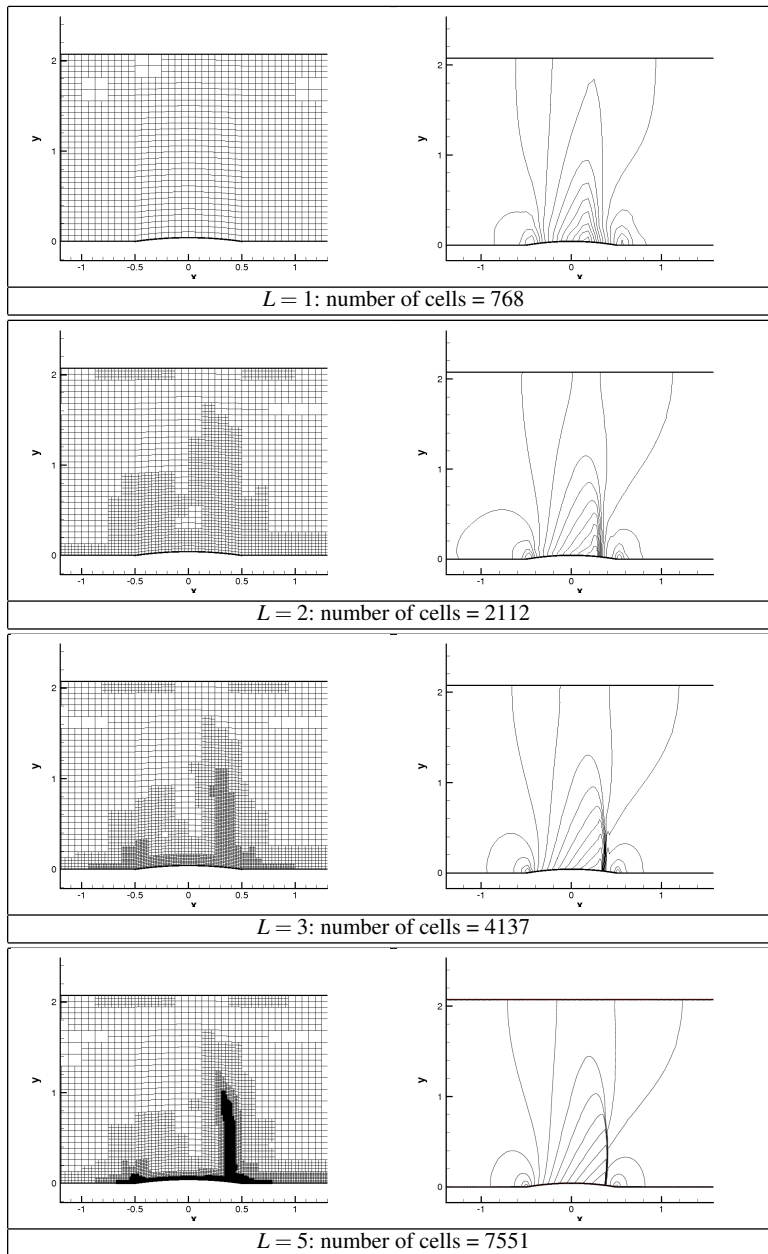 y
2
1
0
-1
-0.5
0
0.5
1
x
y
2
1
0
-1
0
1
x
L = 1: number of cells = 768
y
2
1
0
-1
-0.5
0
0.5
1
x
y
2
1
0
-1
0
1
x
L = 2: number of cells = 2112
y
2
1
0
-1
-0.5
0
0.5
1
x
y
2
1
0
-1
0
1
x
L = 3: number of cells = 4137
y
2
1
0
-1
-0.5
0
0.5
1
x
y
2
1
0
-1
0
1
x
L = 5: number of cells = 7551